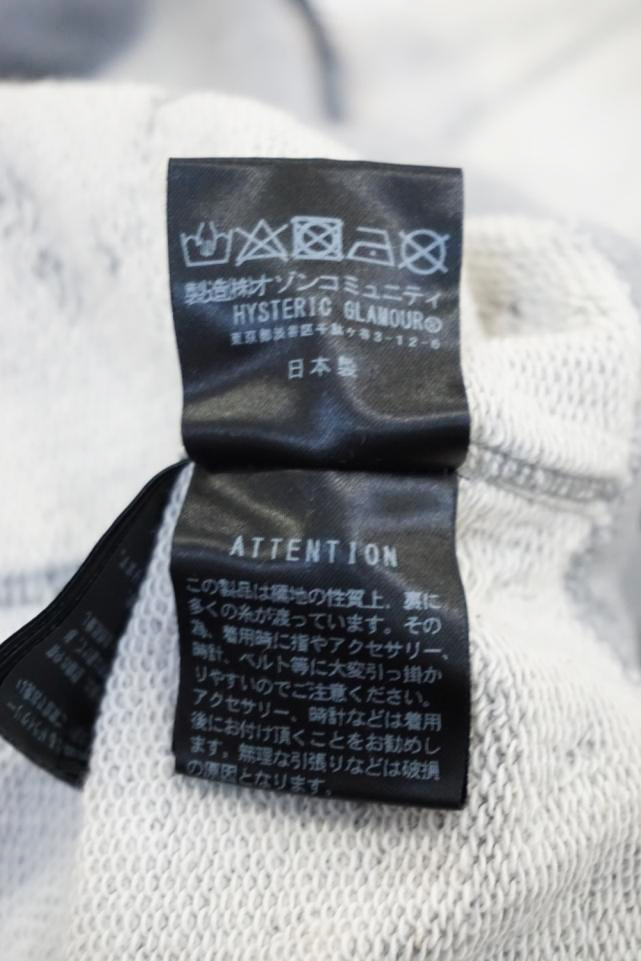 製造㈱オゾンコミュニティ
HYSTERIC GLAMOUR®
東京都渋谷区千駄ヶ谷3-12-6
日本製
ATTENTION
この製品は編地の性質上、裏に
多くの糸が渡っています。その
為、着用時に指やアクセサリー、
時計、ベルト等に大変引っ掛か
りやすいのでご注意ください。
アクセサリー、時計などは着用
後にお付け頂くことをお勧めし
ます。無理な引張りなどは破損
の原因となります。